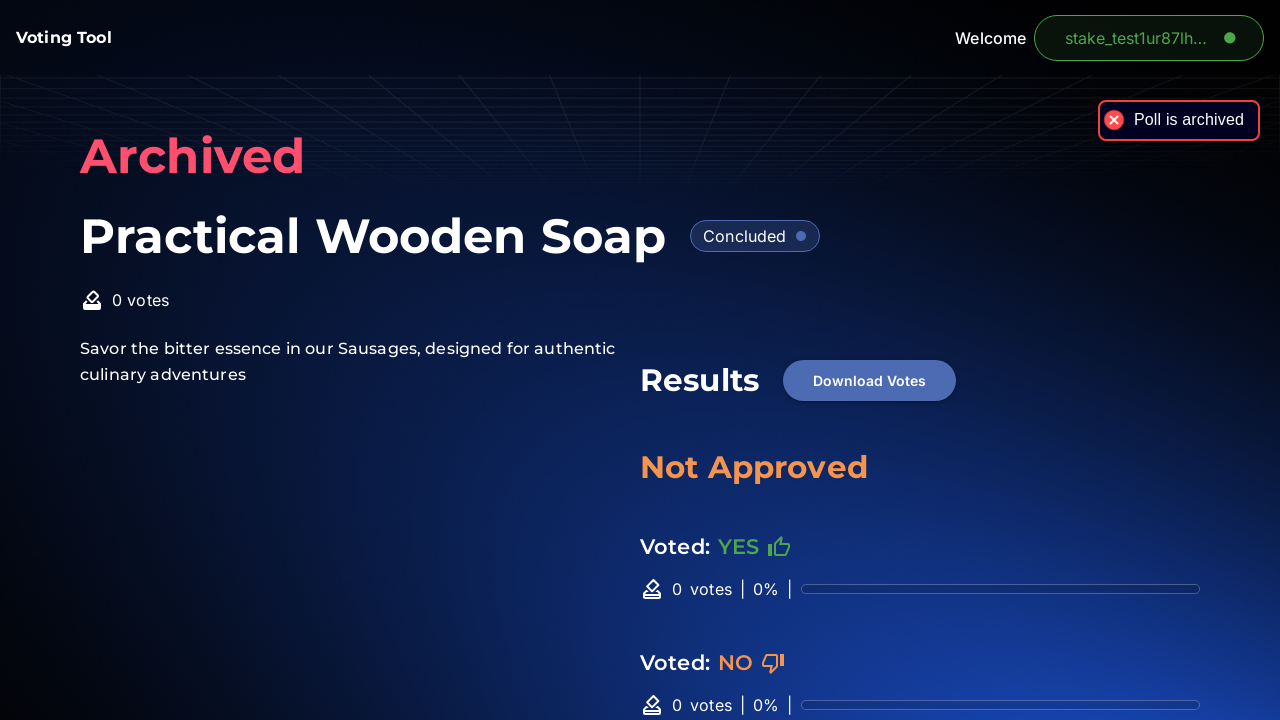 Voting Tool
Welcome
stake_test1ur87lh...
Poll is archived
Archived
Practical Wooden Soap
Concluded
0 votes
Savor the bitter essence in our Sausages, designed for authentic
culinary adventures
Results
Download Votes
Not Approved
Voted: YES
0 votes | 0% |
Voted: NO
0 votes | 0% |